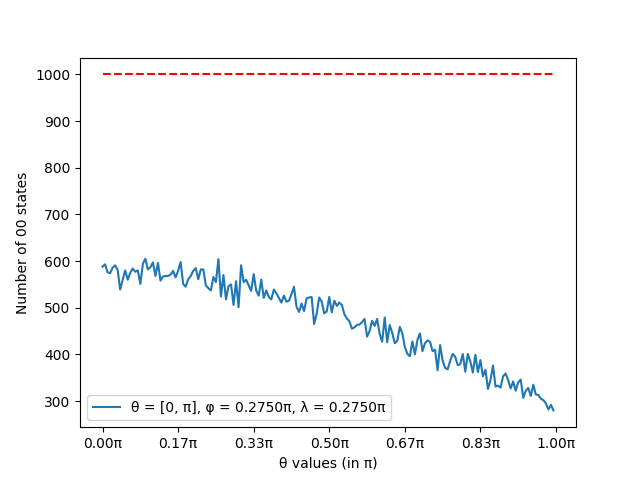 1000
900
800
700
600
500
400
300
Number of 00 states
θ = [0, π], φ = 0.2750π, λ = 0.2750π
0.00π 0.17π 0.33π 0.50π 0.67π 0.83π 1.00π
θ values (in π)